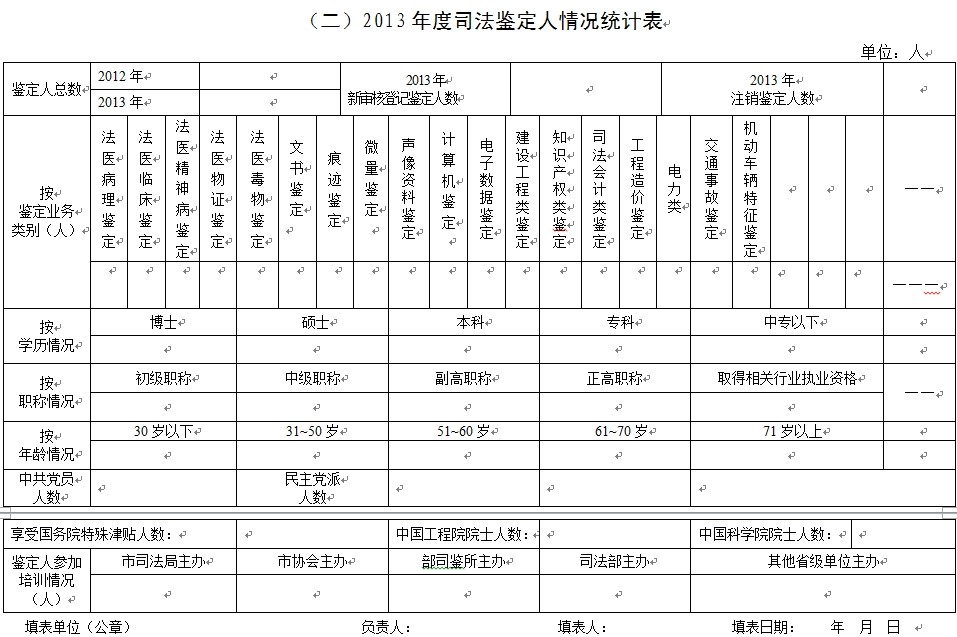 （二）2013 年度司法鉴定人情况统计表
单位：人
鉴定人总数
2012 年
2013 年
2013 年
新审核登记鉴定人数
2013 年
注销鉴定人数
按
鉴定业务
类别（人）
法医病理鉴定
法医临床鉴定
法医精神病鉴定
法医物证鉴定
法医毒物鉴定
文书鉴定
痕迹鉴定
微量鉴定
声像资料鉴定
计算机鉴定
电子数据鉴定
建设工程类鉴定
知识产权类鉴定
司法会计类鉴定
工程造价鉴定
电力类
交通事故鉴定
机动车辆特征鉴定
——
———
按
学历情况
博士
硕士
本科
专科
中专以下
按
职称情况
初级职称
中级职称
副高职称
正高职称
取得相关行业执业资格
——
按
年龄情况
30 岁以下
31~50 岁
51~60 岁
61~70 岁
71 岁以上
中共党员
人数
民主党派
人数
享受国务院特殊津贴人数：
中国工程院院士人数：
中国科学院院士人数：
鉴定人参加
培训情况
（人）
市司法局主办
市协会主办
部司鉴所主办
司法部主办
其他省级单位主办
填表单位（公章）
负责人：
填表人：
填表日期： 年 月 日